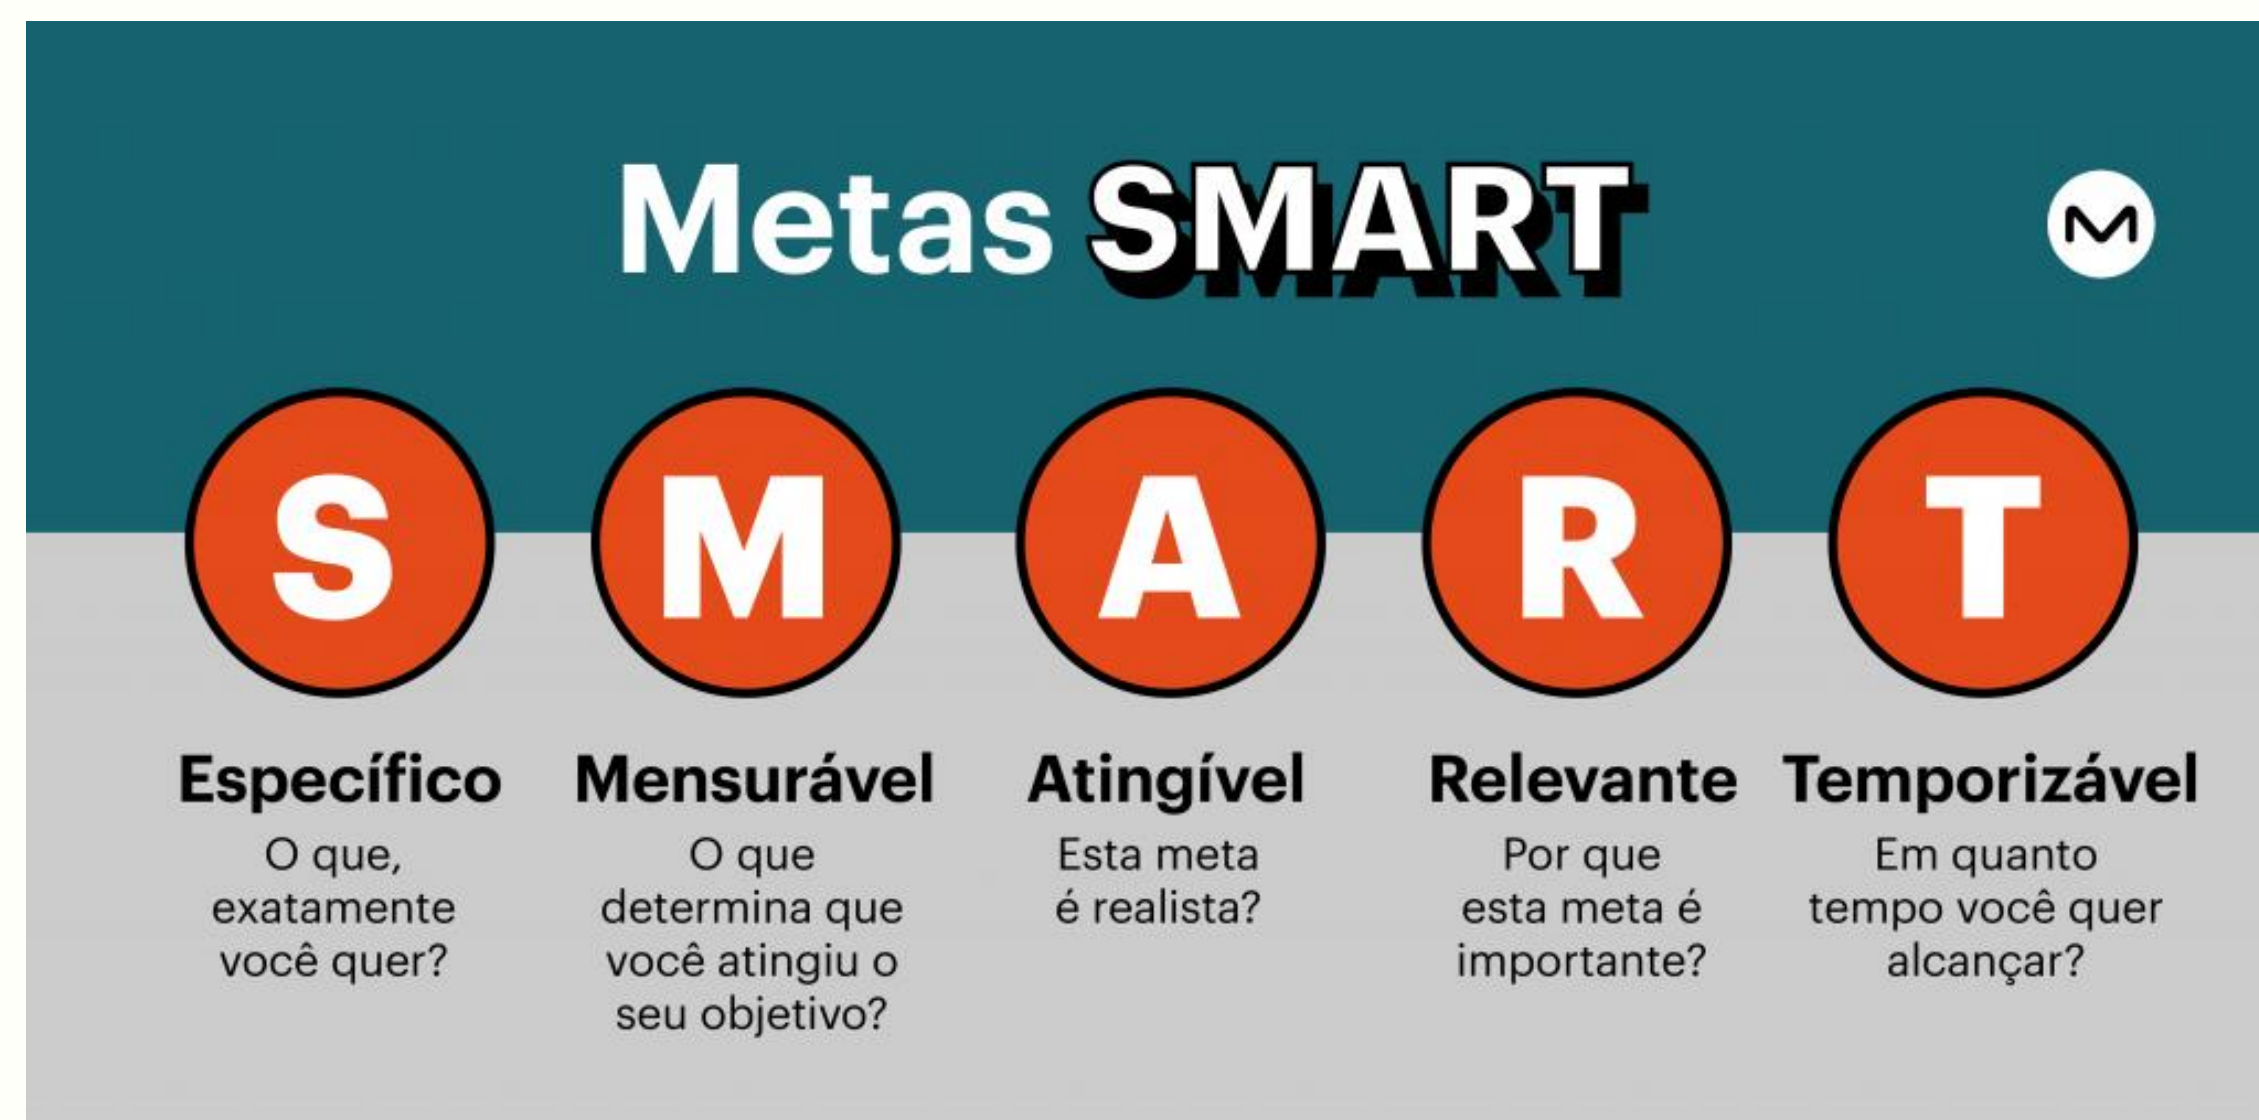 Metas SMART
S
M
A
R
T
Específico
O que,
exatamente
você quer?
Mensurável
O que
determina que
você atingiu o
seu objetivo?
Atingível
Esta meta
é realista?
Relevante
Por que
esta meta é
importante?
Temporizável
Em quanto
tempo você quer
alcançar?